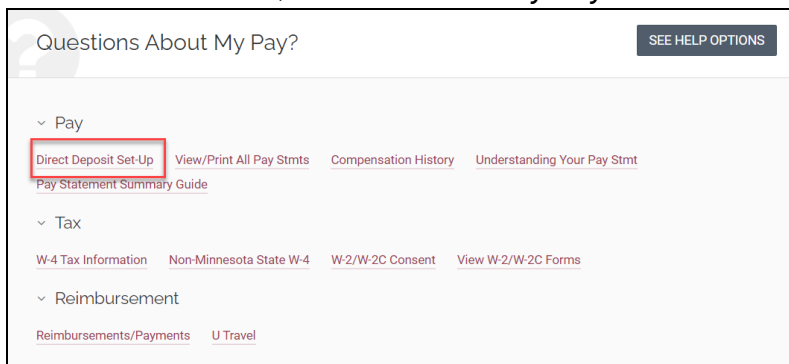 Questions About My Pay?
SEE HELP OPTIONS
Pay
Direct Deposit Set-Up View/Print All Pay Stmts Compensation History Understanding Your Pay Stmt
Pay Statement Summary Guide
Tax
W-4 Tax Information Non-Minnesota State W-4 W-2/W-2C Consent View W-2/W-2C Forms
Reimbursement
Reimbursements/Payments U Travel